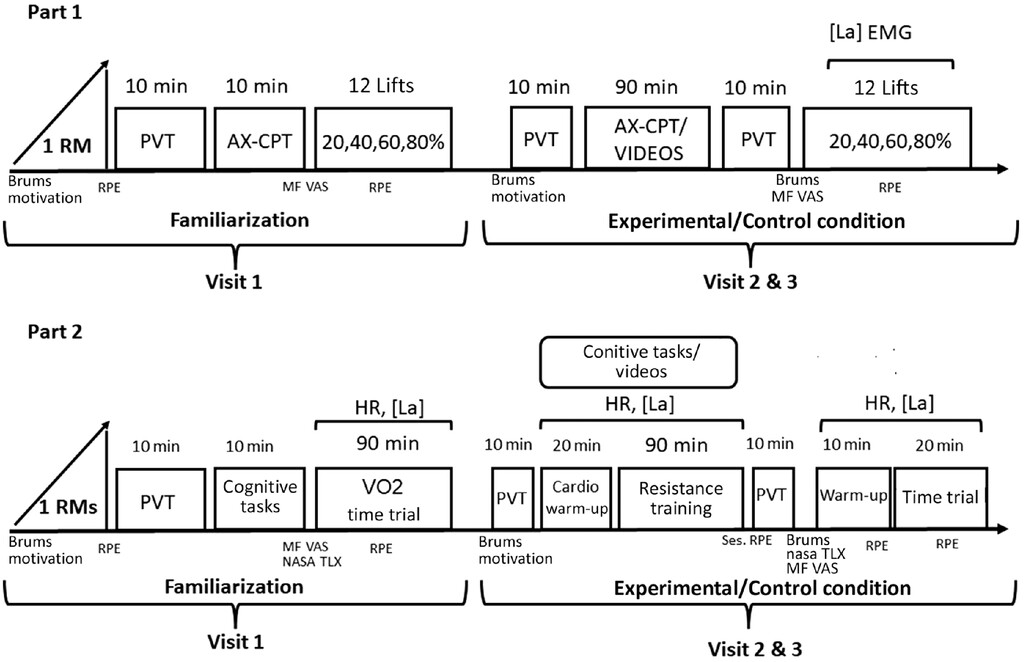 Part 1
[La] EMG
10 min
10 min
12 Lifts
10 min
90 min
10 min
12 Lifts
1 RM
PVT
AX-CPT
20,40,60,80%
PVT
AX-CPT/
VIDEOS
PVT
20,40,60,80%
Brums
motivation
RPE
MF VAS
RPE
Brums
motivation
Brums
MF VAS
RPE
Familiarization
Experimental/Control condition
Visit 1
Visit 2 & 3
Part 2
Conitive tasks/
videos
HR, [La]
HR, [La]
HR, [La]
10 min
10 min
90 min
10 min
20 min
90 min
10 min
10 min
20 min
1 RMs
PVT
Cognitive
tasks
VO2
time trial
PVT
Cardio
warm-up
Resistance
training
PVT
Warm-up
Time trial
Brums
motivation
RPE
MF VAS
NASA TLX
RPE
Brums
motivation
Ses. RPE
Brums
nasa TLX
MF VAS
RPE
RPE
Familiarization
Experimental/Control condition
Visit 1
Visit 2 & 3